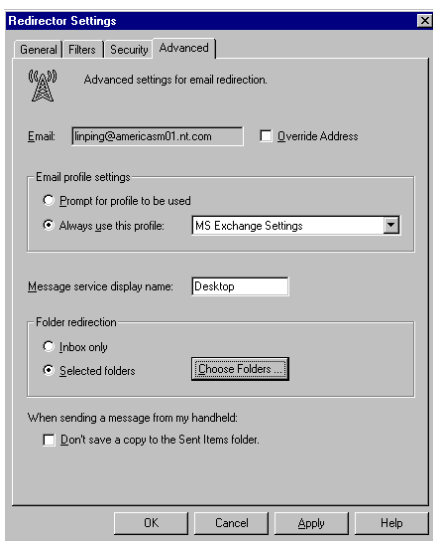 Redirector Settings
General Filters Security Advanced
Advanced settings for email redirection.
Email: linping@americasm01.nt.com Override Address
Email profile settings
Prompt for profile to be used
Always use this profile: MS Exchange Settings
Message service display name: Desktop
Folder redirection
Inbox only
Selected folders Choose Folders ...
When sending a message from my handheld:
Don't save a copy to the Sent Items folder.
OK Cancel Apply Help